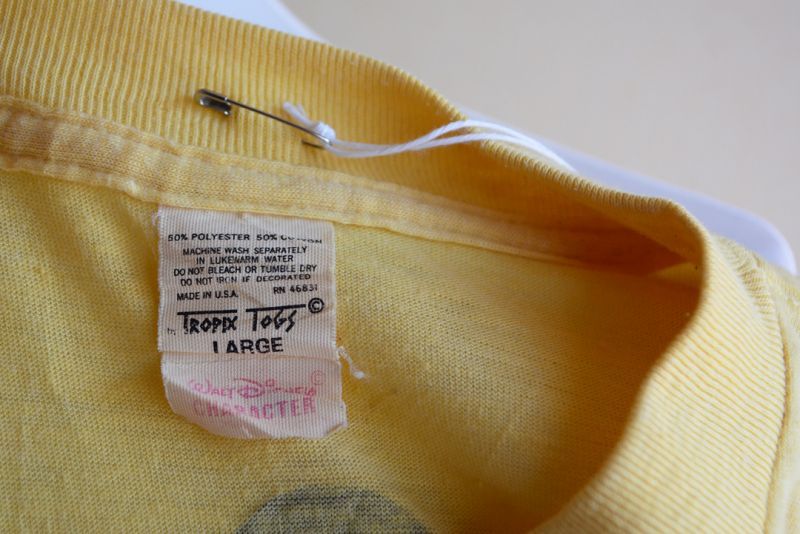 50% POLYESTER 50% COTTON
MACHINE WASH SEPARATELY
IN LUKEWARM WATER
DO NOT BLEACH OR TUMBLE DRY
DO NOT IRON IF DECORATED
MADE IN U.S.A. RN 46831
by TROPIX TOGS ©
LARGE
WALT DISNEY ©
CHARACTER